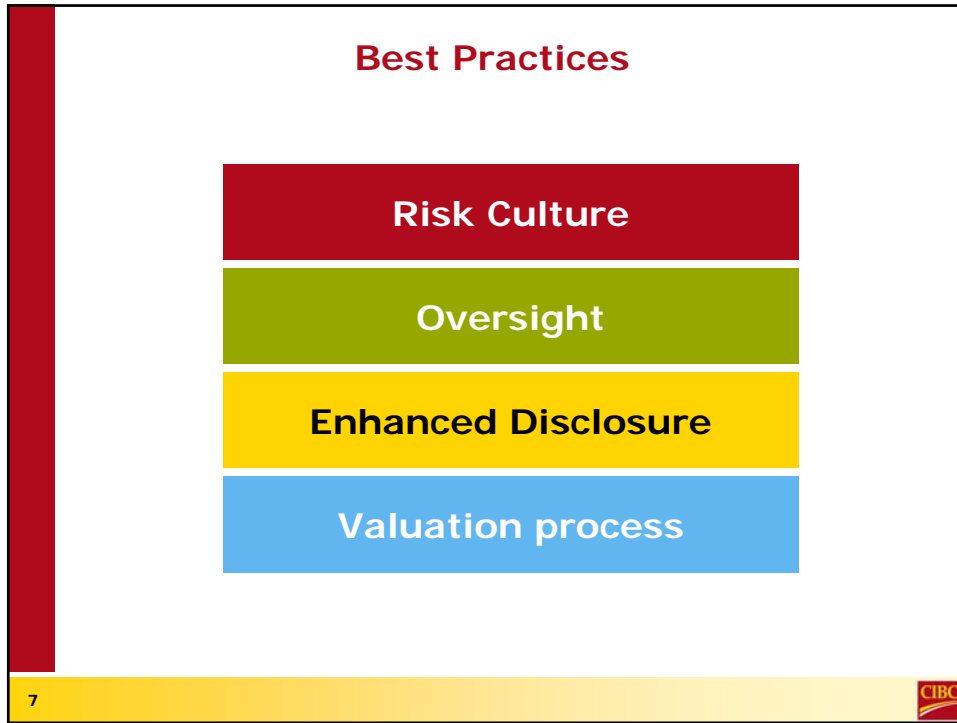 Best Practices
Risk Culture
Oversight
Enhanced Disclosure
Valuation process
7
CIBC